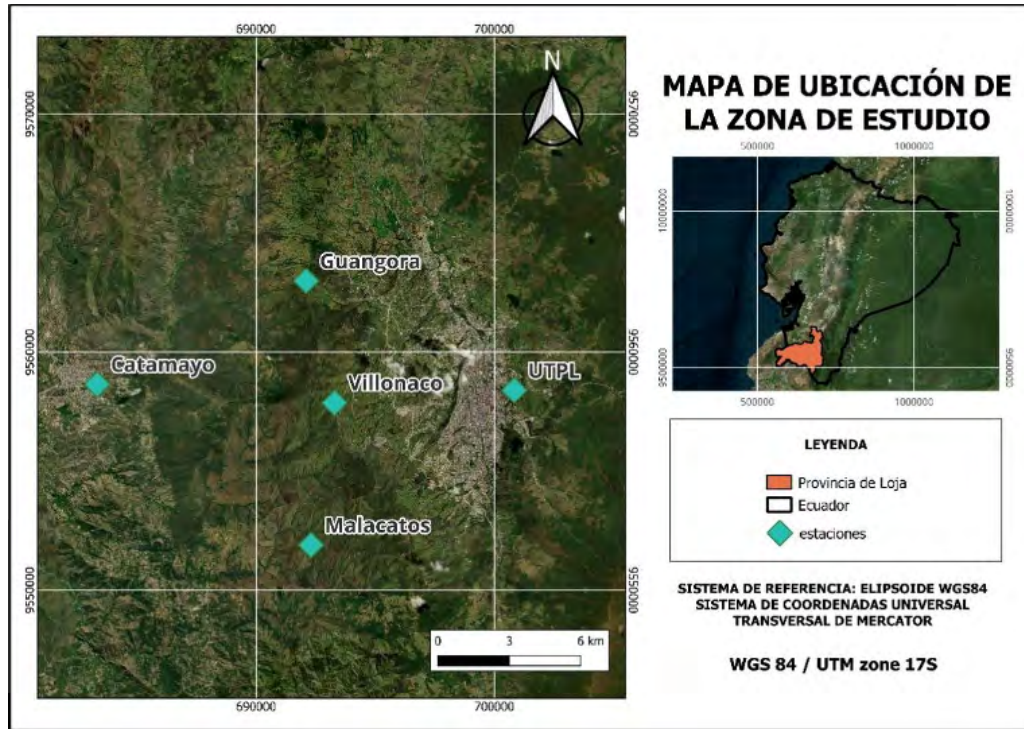 690000
700000
9570000
9570000
N
Guangora
9560000
9560000
Catamayo
Villonaco
UTPL
Malacatos
9550000
9550000
0 3 6 km
690000
700000
MAPA DE UBICACIÓN DE
LA ZONA DE ESTUDIO
500000
1000000
10000000
10000000
9500000
9500000
500000
1000000
LEYENDA
Provincia de Loja
Ecuador
estaciones
SISTEMA DE REFERENCIA: ELIPSOIDE WGS84
SISTEMA DE COORDENADAS UNIVERSAL
TRANSVERSAL DE MERCATOR
WGS 84 / UTM zone 17S